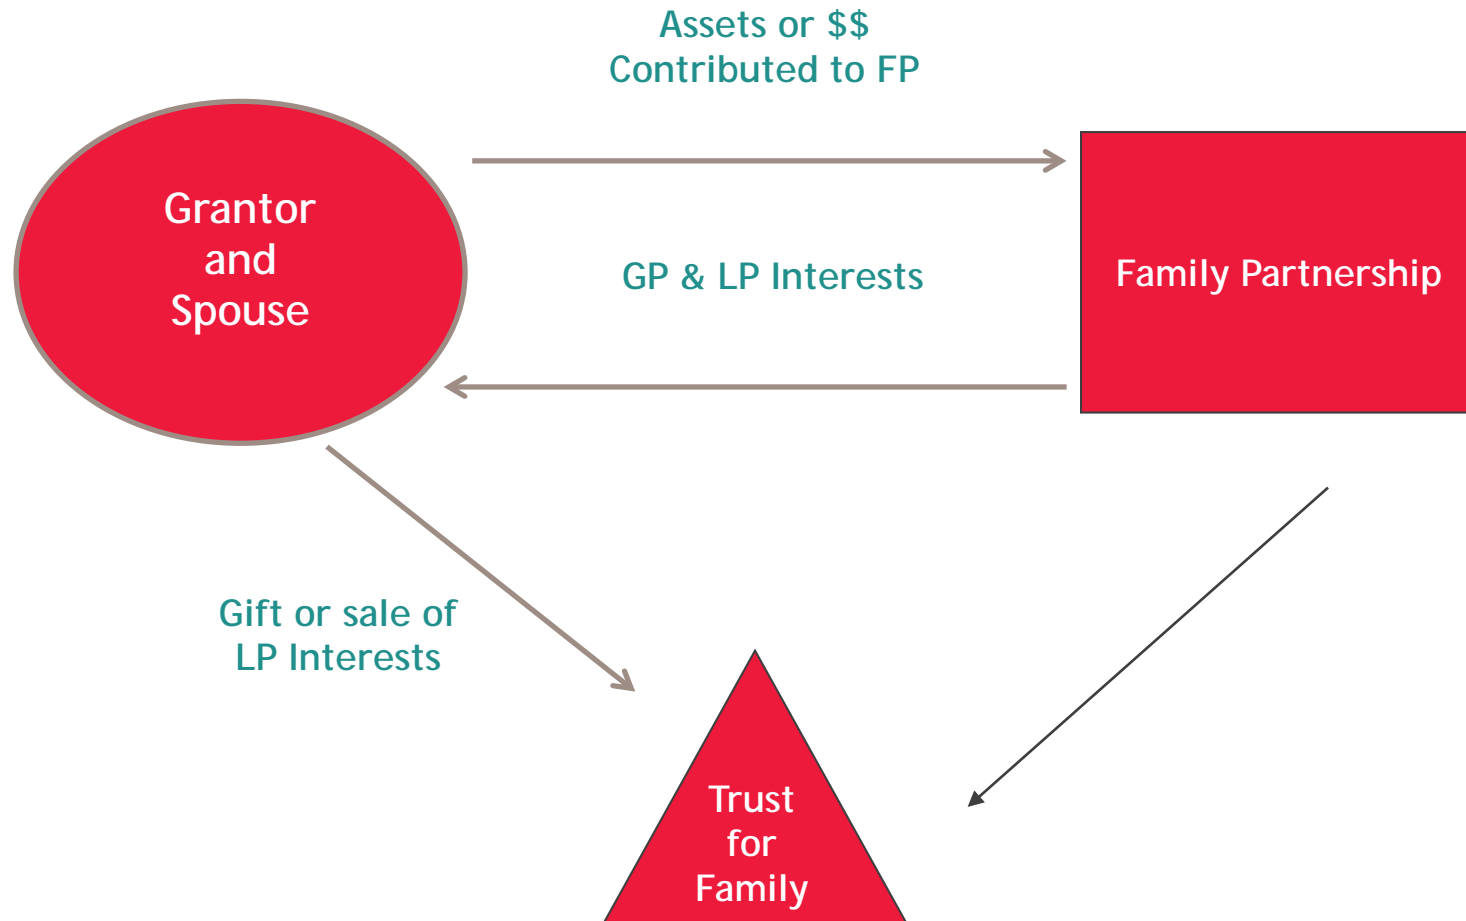 Assets or $$
Contributed to FP
Grantor
and
Spouse
GP & LP Interests
Family Partnership
Gift or sale of
LP Interests
Trust
for
Family